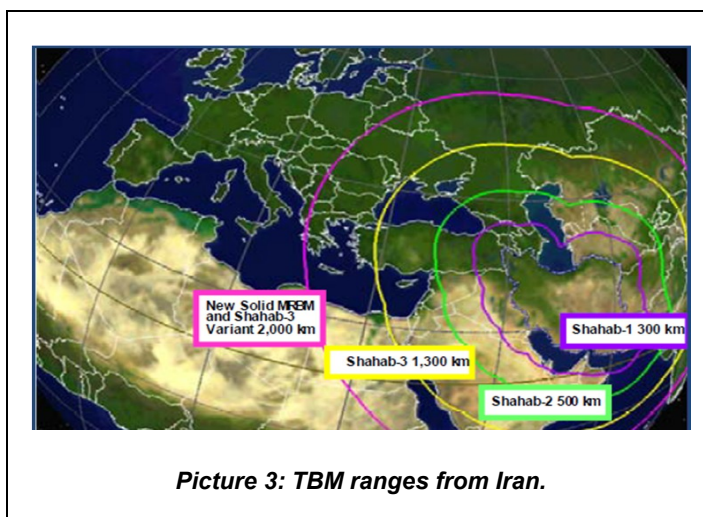 New Solid MRBM
and Shahab-3
Variant 2,000 km
Shahab-1 300 km
Shahab-3 1,300 km
Shahab-2 500 km
Picture 3: TBM ranges from Iran.